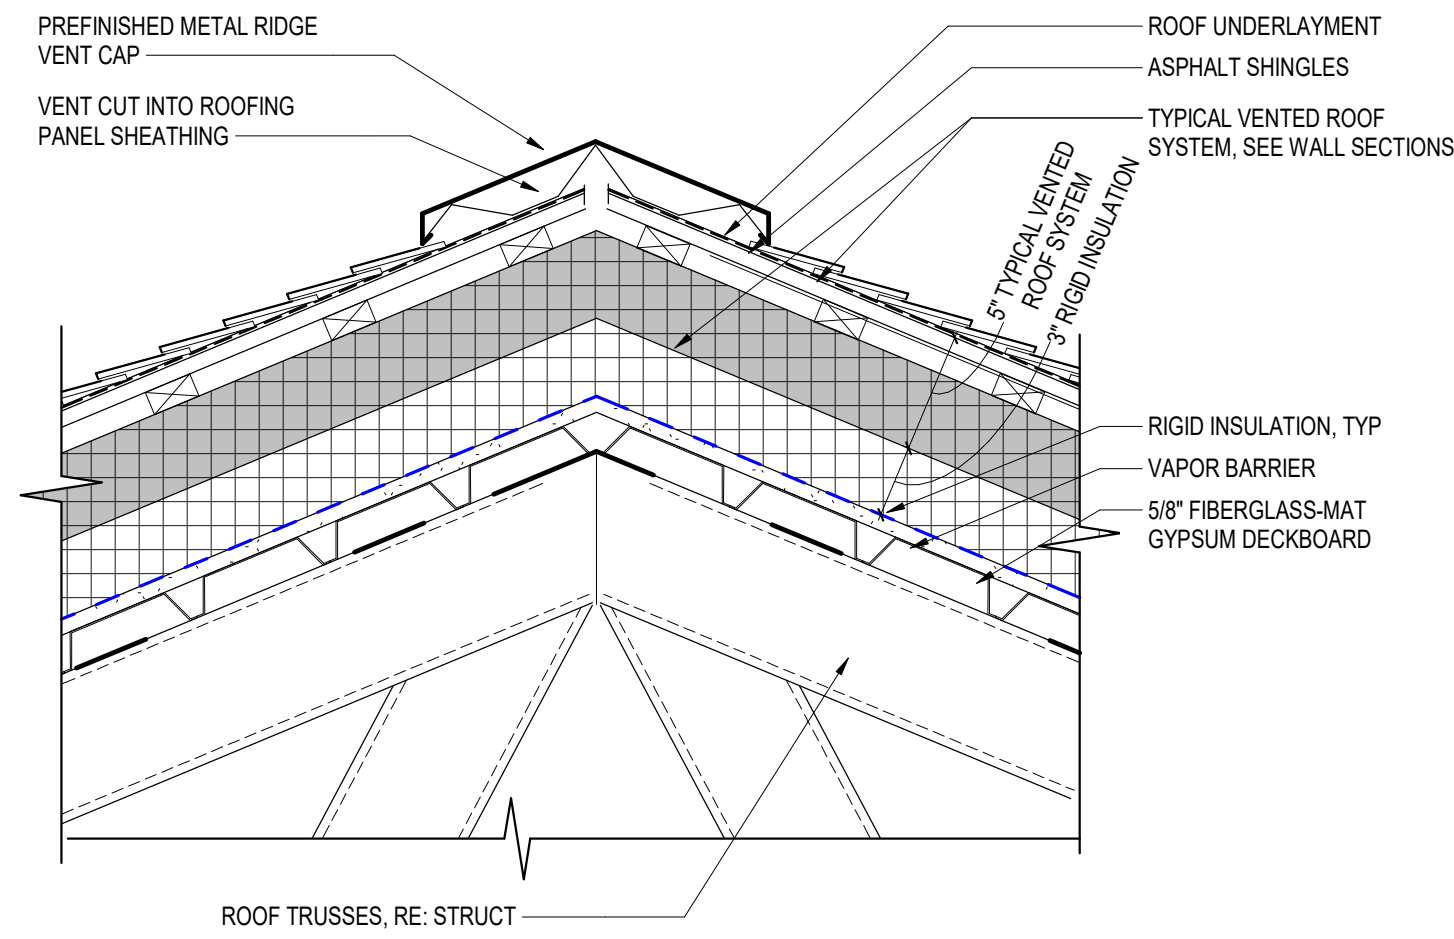 PREFINISHED METAL RIDGE
VENT CAP
VENT CUT INTO ROOFING
PANEL SHEATHING
ROOF UNDERLAYMENT
ASPHALT SHINGLES
TYPICAL VENTED ROOF
SYSTEM, SEE WALL SECTIONS
5" TYPICAL VENTED
ROOF SYSTEM
3" RIGID INSULATION
RIGID INSULATION, TYP
VAPOR BARRIER
5/8" FIBERGLASS-MAT
GYPSUM DECKBOARD
ROOF TRUSSES, RE: STRUCT